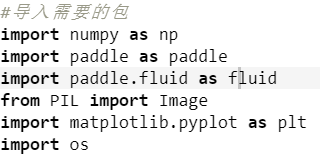 #导入需要的包
import numpy as np
import paddle as paddle
import paddle.fluid as fluid
from PIL import Image
import matplotlib.pyplot as plt
import os